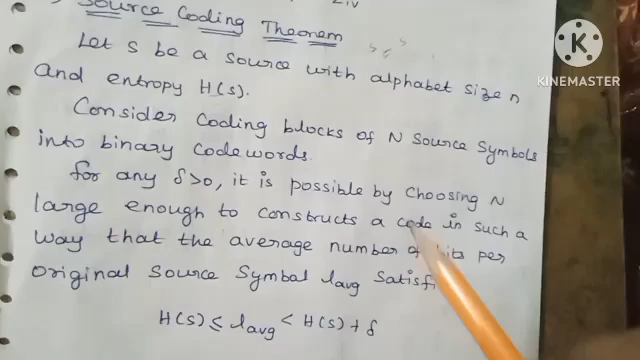 Ziv
Source Coding Theorem
Let S be a source with alphabet size n
and entropy H(S).
Consider Coding blocks of N Source Symbols
into binary codewords.
for any δ>0, it is possible by choosing N
large enough to constructs a code in such a
way that the average number of bits per
Original Source Symbol lavg Satisfi
H(S) ≤ lavg < H(S) + δ
KINEMASTER